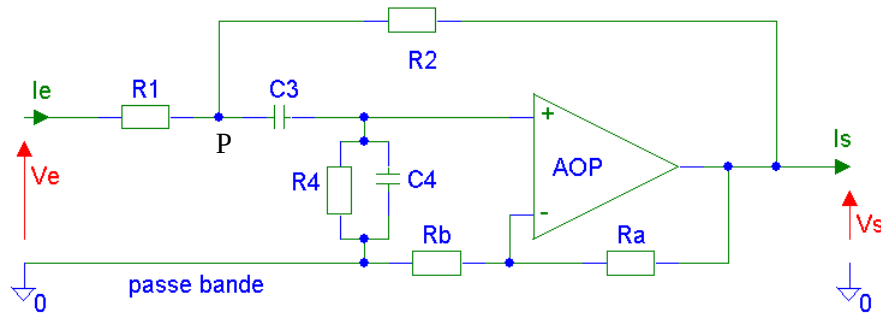 R2
Ie
R1
C3
P
+
Is
AOP
Ve
R4
C4
Vs
-
Rb
Ra
passe bande
0
0